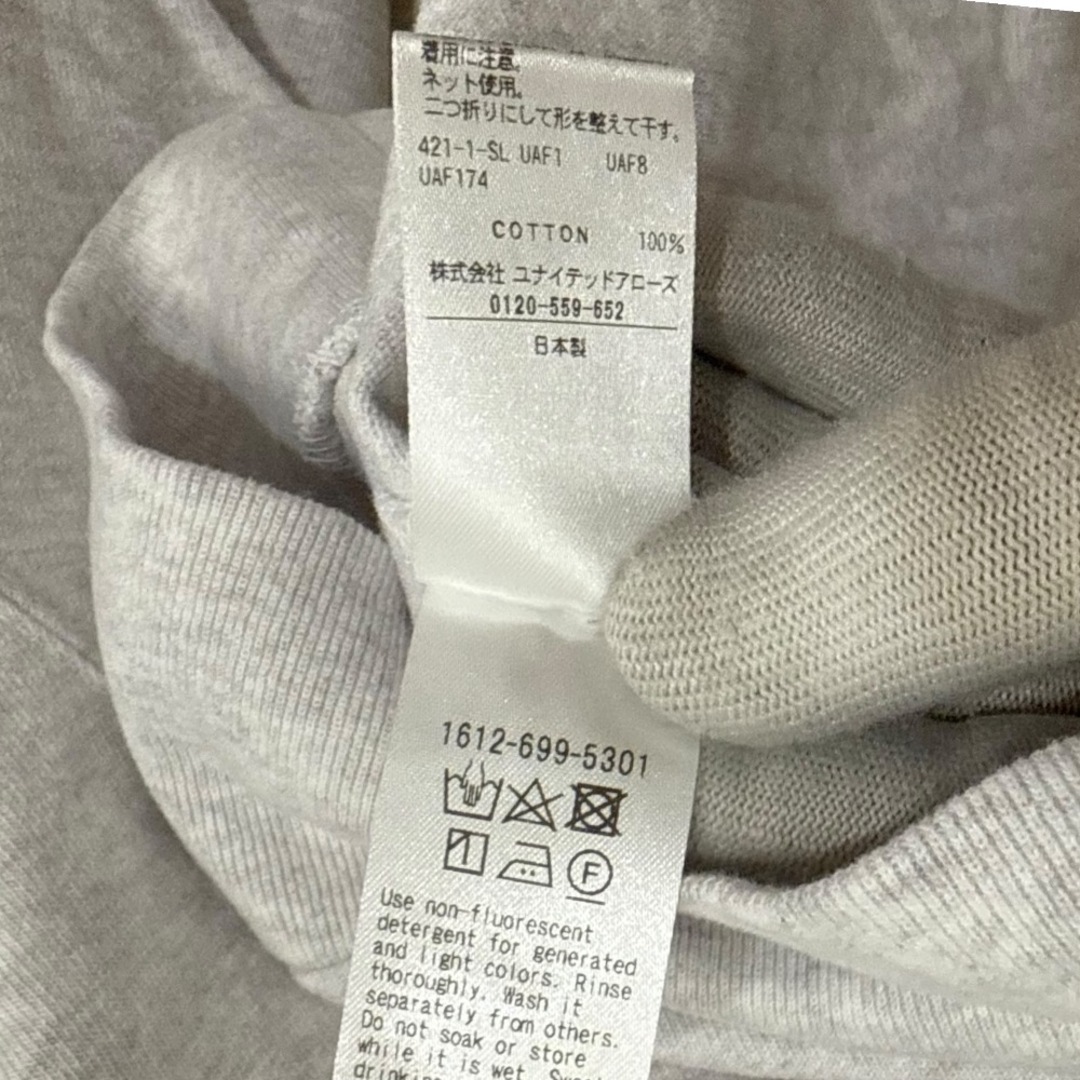 着用に注意。
ネット使用。
二つ折りにして形を整えて干す。
421-1-SL UAF1 UAF8
UAF174
COTTON 100%
株式会社 ユナイテッドアローズ
0120-559-652
日本製
1612-699-5301
F
Use non-fluorescent
detergent for generated
and light colors. Rinse
thoroughly. Wash it
separately from others.
Do not soak or store
while it is wet.